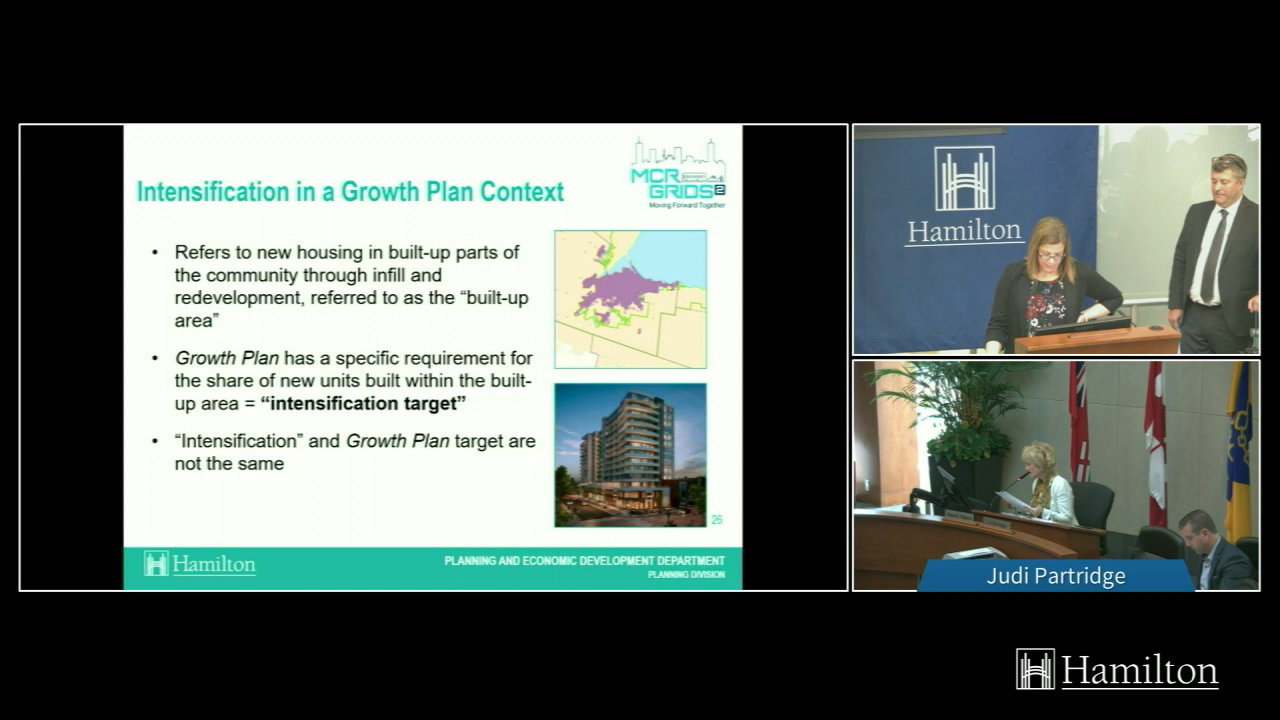 Intensification in a Growth Plan Context
MCR
GRIDS2
Moving Forward Together
• Refers to new housing in built-up parts of
the community through infill and
redevelopment, referred to as the “built-up
area”
• Growth Plan has a specific requirement for
the share of new units built within the built-
up area = “intensification target”
• “Intensification” and Growth Plan target are
not the same
26
Hamilton
PLANNING AND ECONOMIC DEVELOPMENT DEPARTMENT
PLANNING DIVISION
Hamilton
Judi Partridge
Hamilton